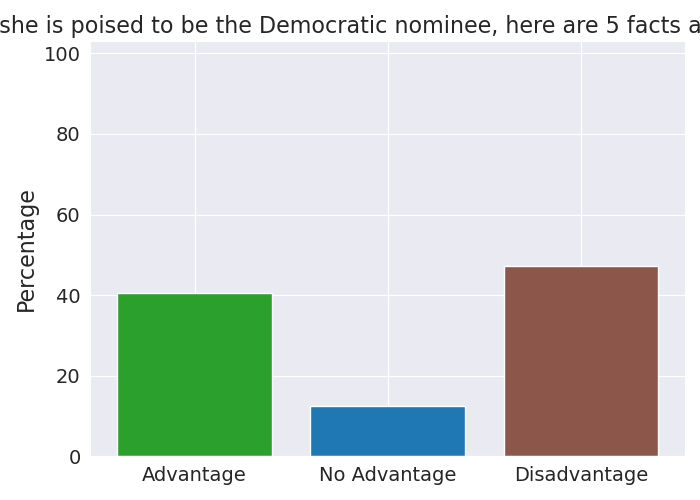 she is poised to be the Democratic nominee, here are 5 facts a
100
80
60
40
20
0
Percentage
Advantage
No Advantage
Disadvantage